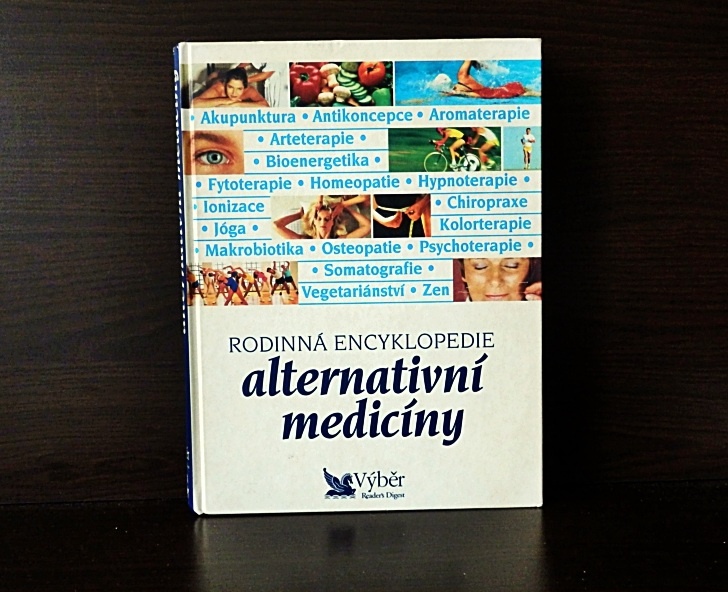 • Akupunktura • Antikoncepce • Aromaterapie
• Arteterapie •
• Bioenergetika •
• Fytoterapie • Homeopatie • Hypnoterapie •
• Ionizace • Chiropraxe
• Jóga • Kolorterapie
• Makrobiotika • Osteopatie • Psychoterapie •
• Somatografie •
Vegetariánství • Zen
RODINNÁ ENCYKLOPEDIE
alternativní
medicíny
Výběr
Reader's Digest